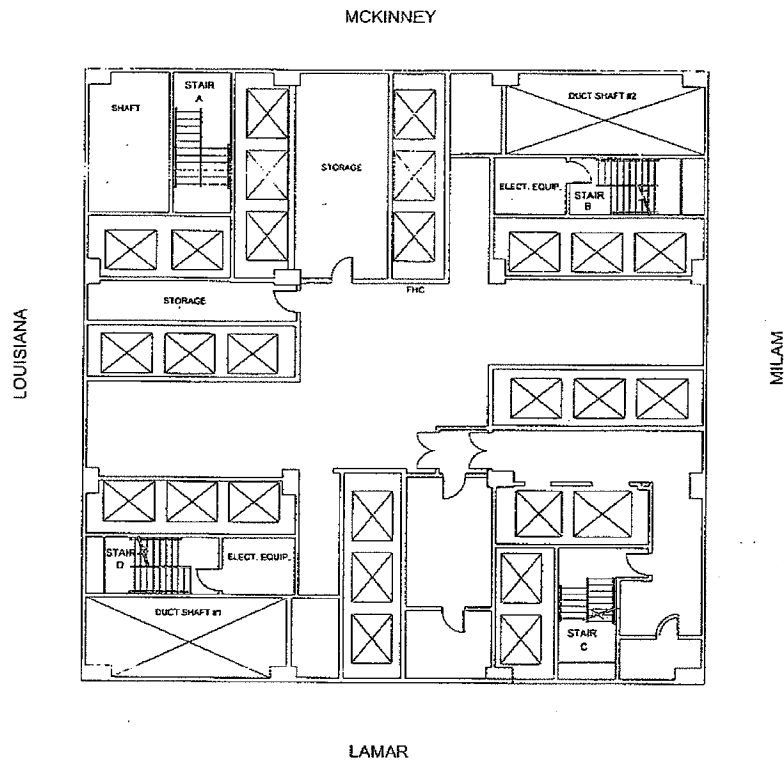 MCKINNEY
STAIR
A
SHAFT
DUCT SHAFT #2
STORAGE
ELECT. EQUIP.
STAIR
B
FHC
STORAGE
LOUISIANA
MILAM
STAIR
D
ELECT. EQUIP.
DUCT SHAFT #1
STAIR
C
LAMAR